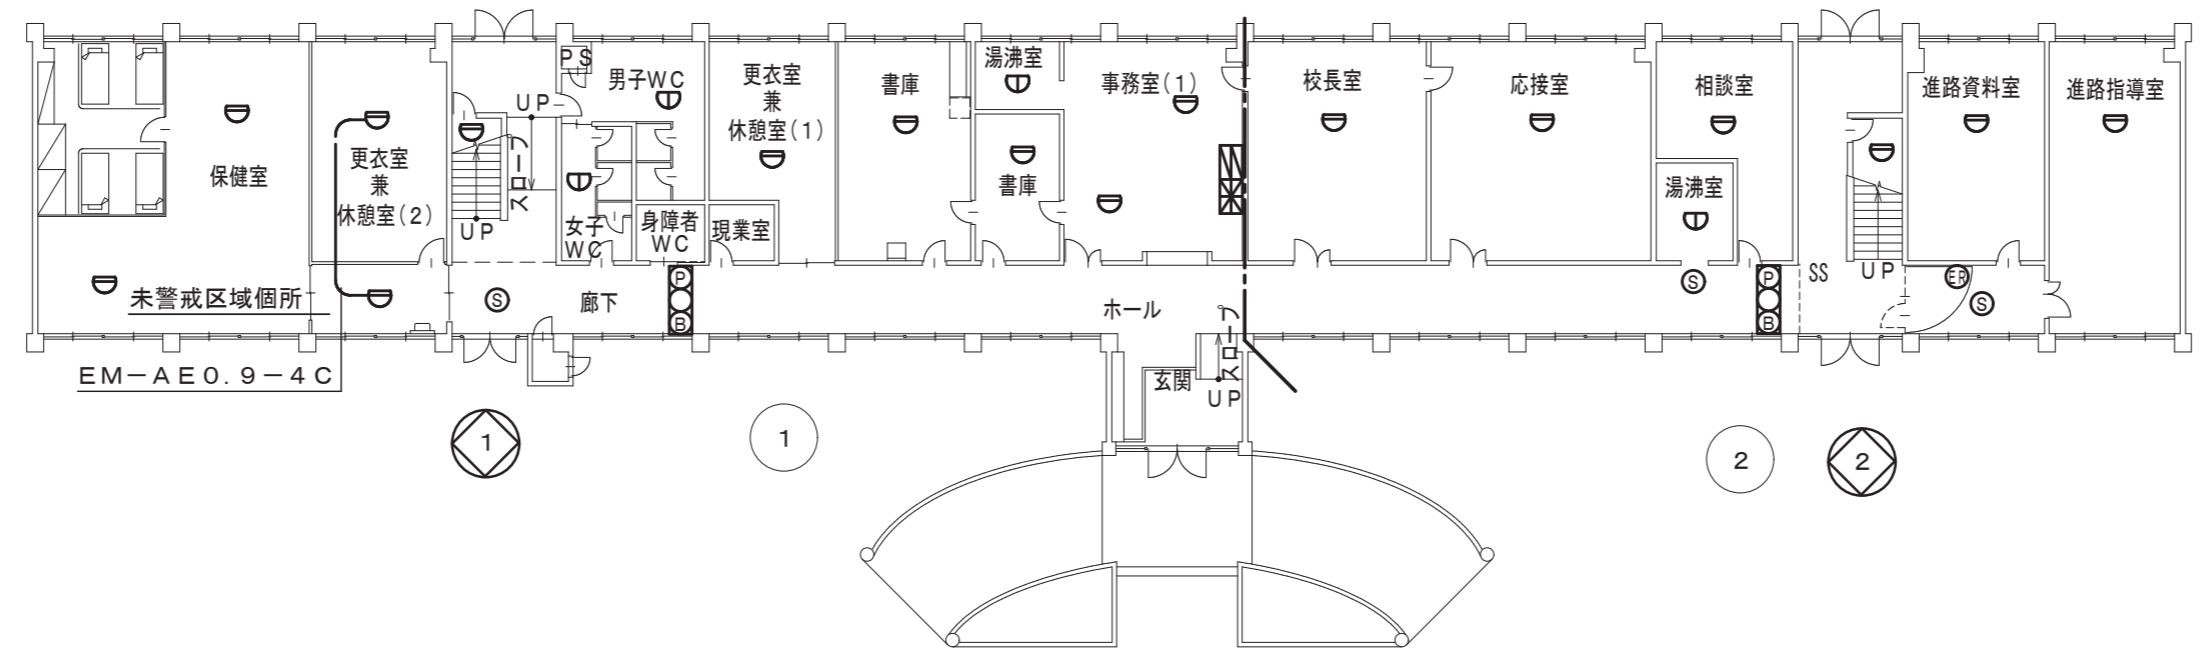 保健室
未警戒区域個所
EM-AE0.9-4C
更衣室
兼
休憩室(2)
UP
UP
スロープ
PS
男子WC
女子
WC
身障者
WC
現業室
更衣室
兼
休憩室(1)
書庫
湯沸室
書庫
事務室(1)
校長室
応接室
相談室
湯沸室
進路資料室
進路指導室
S
廊下
P
B
ホール
スロープ
玄関
UP
S
P
B
SS
UP
ER
S
1
1
2
2